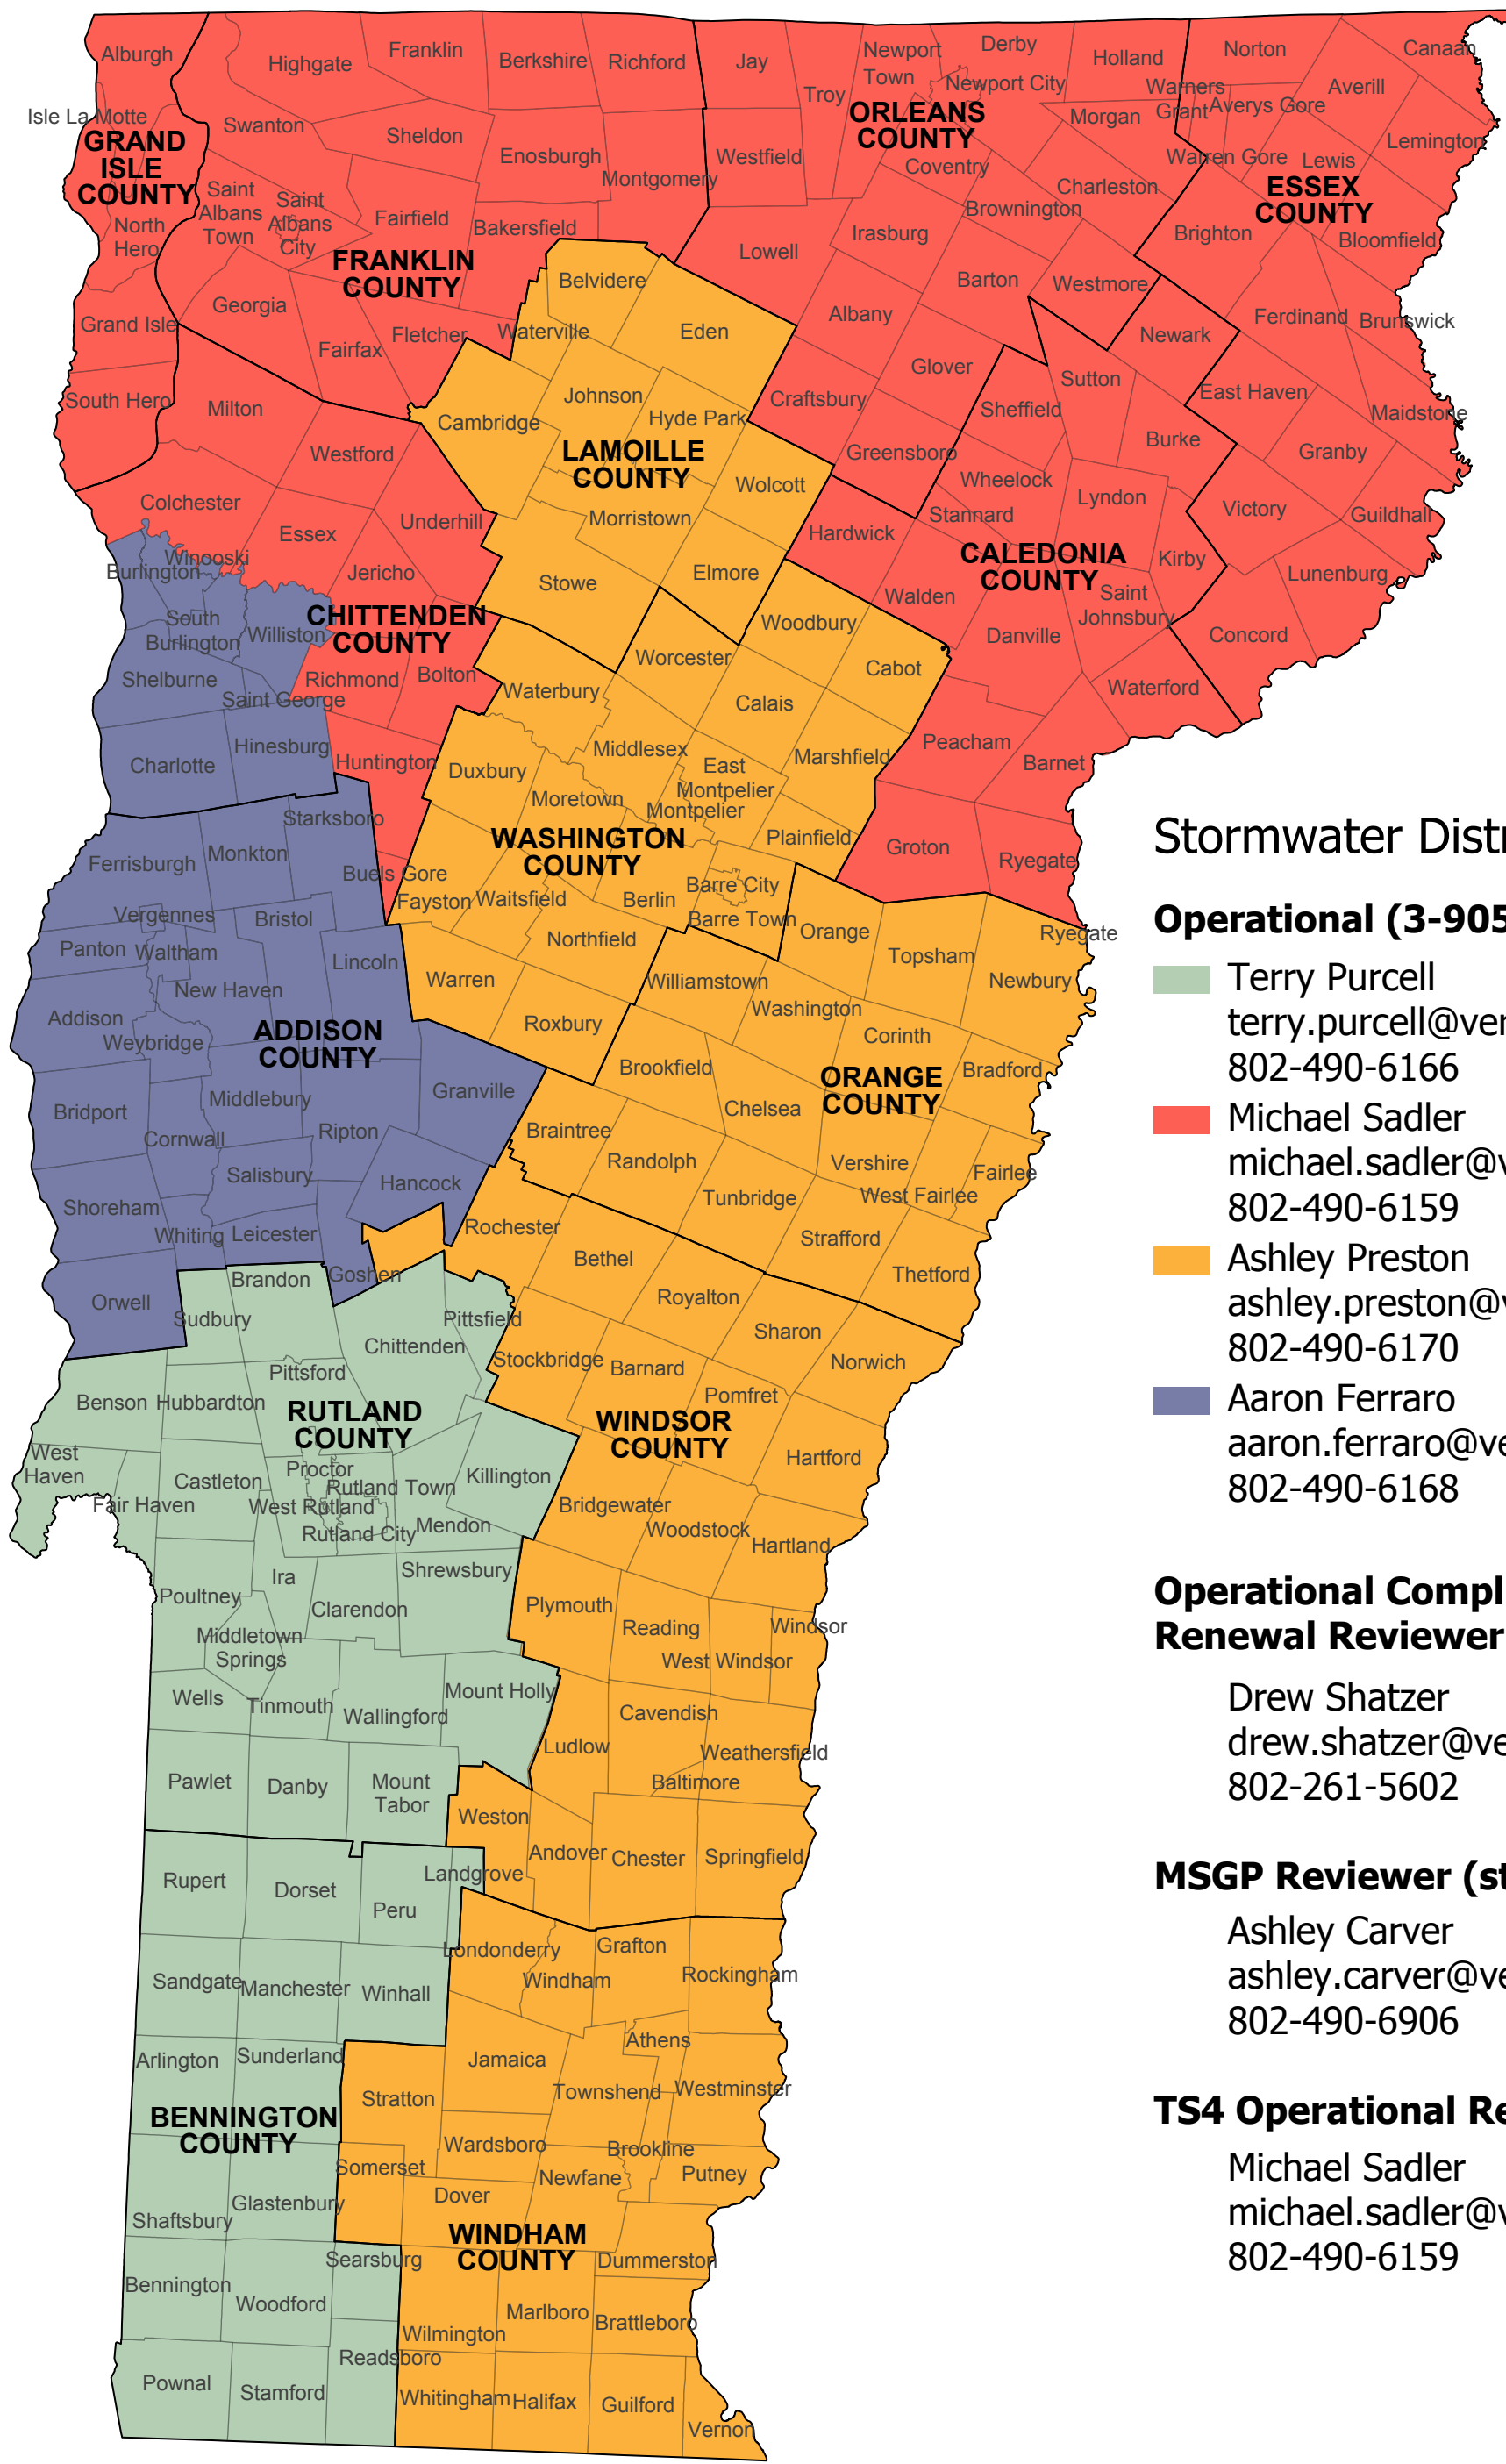 Alburgh
Highgate
Franklin
Berkshire
Richford
Jay
Troy
Newport
Town
Derby
Newport City
Holland
Norton
Canaan
Warners
Grant
Averys Gore
Averill
Isle La Motte
GRAND
ISLE
COUNTY
Swanton
Sheldon
Enosburgh
Montgomery
Westfield
ORLEANS
COUNTY
Coventry
Morgan
Charleston
Warren Gore
Lewis
Lemington
ESSEX
COUNTY
North
Hero
Saint
Albans
Town
Saint
Albans
City
Fairfield
Bakersfield
FRANKLIN
COUNTY
Lowell
Irasburg
Brownington
Brighton
Bloomfield
Grand Isle
Georgia
Fairfax
Fletcher
Waterville
Belvidere
Eden
Albany
Barton
Westmore
Newark
Ferdinand
Brunswick
South Hero
Milton
Westford
Cambridge
Johnson
Hyde Park
LAMOILLE
COUNTY
Craftsbury
Glover
Sheffield
Sutton
East Haven
Maidstone
Colchester
Essex
Underhill
Morristown
Wolcott
Greensboro
Wheelock
Burke
Granby
Hardwick
Stannard
Lyndon
Victory
Guildhall
Burlington
Winooski
Jericho
Stowe
Elmore
CALEDONIA
COUNTY
Kirby
Lunenburg
South
Burlington
Williston
CHITTENDEN
COUNTY
Woodbury
Walden
Danville
Saint
Johnsbury
Concord
Shelburne
Saint George
Richmond
Bolton
Waterbury
Worcester
Calais
Cabot
Waterford
Charlotte
Hinesburg
Huntington
Duxbury
Middlesex
East
Montpelier
Marshfield
Peacham
Barnet
Moretown
Montpelier
Starksboro
WASHINGTON
COUNTY
Plainfield
Groton
Ryegate
Ferrisburgh
Monkton
Buels Gore
Fayston
Waitsfield
Berlin
Barre City
Barre Town
Vergennes
Bristol
Northfield
Orange
Topsham
Ryegate
Panton
Waltham
Lincoln
Warren
Williamstown
Newbury
New Haven
Addison
Weybridge
ADDISON
COUNTY
Roxbury
Washington
Corinth
Bridport
Middlebury
Granville
Brookfield
Chelsea
ORANGE
COUNTY
Bradford
Cornwall
Ripton
Braintree
Randolph
Vershire
Fairlee
Salisbury
Hancock
Tunbridge
West Fairlee
Shoreham
Whiting
Leicester
Rochester
Bethel
Strafford
Thetford
Orwell
Sudbury
Brandon
Goshen
Pittsfield
Royalton
Sharon
Chittenden
Stockbridge
Barnard
Norwich
Benson
Hubbardton
Pittsford
RUTLAND
COUNTY
Pomfret
WINDSOR
COUNTY
West
Haven
Fair Haven
Castleton
Proctor
Rutland Town
West Rutland
Rutland City
Mendon
Killington
Bridgewater
Hartford
Woodstock
Hartland
Poultney
Ira
Clarendon
Shrewsbury
Plymouth
Reading
Windsor
Middletown
Springs
West Windsor
Wells
Tinmouth
Wallingford
Mount Holly
Cavendish
Ludlow
Weathersfield
Baltimore
Pawlet
Danby
Mount
Tabor
Weston
Andover
Chester
Springfield
Rupert
Dorset
Peru
Landgrove
Londonderry
Windham
Grafton
Rockingham
Sandgate
Manchester
Winhall
Athens
Arlington
Sunderland
Stratton
Jamaica
Townshend
Westminster
BENNINGTON
COUNTY
Somerset
Wardsboro
Brookline
Newfane
Putney
Shaftsbury
Glastenbury
Dover
WINDHAM
COUNTY
Dummerston
Bennington
Woodford
Searsburg
Wilmington
Marlboro
Brattleboro
Pownal
Stamford
Readsboro
Whitingham
Halifax
Guilford
Vernon
Stormwater Distr
Operational (3-905
Terry Purcell
terry.purcell@ver
802-490-6166
Michael Sadler
michael.sadler@v
802-490-6159
Ashley Preston
ashley.preston@v
802-490-6170
Aaron Ferraro
aaron.ferraro@ve
802-490-6168
Operational Compl
Renewal Reviewer
Drew Shatzer
drew.shatzer@ve
802-261-5602
MSGP Reviewer (st
Ashley Carver
ashley.carver@ve
802-490-6906
TS4 Operational Re
Michael Sadler
michael.sadler@v
802-490-6159